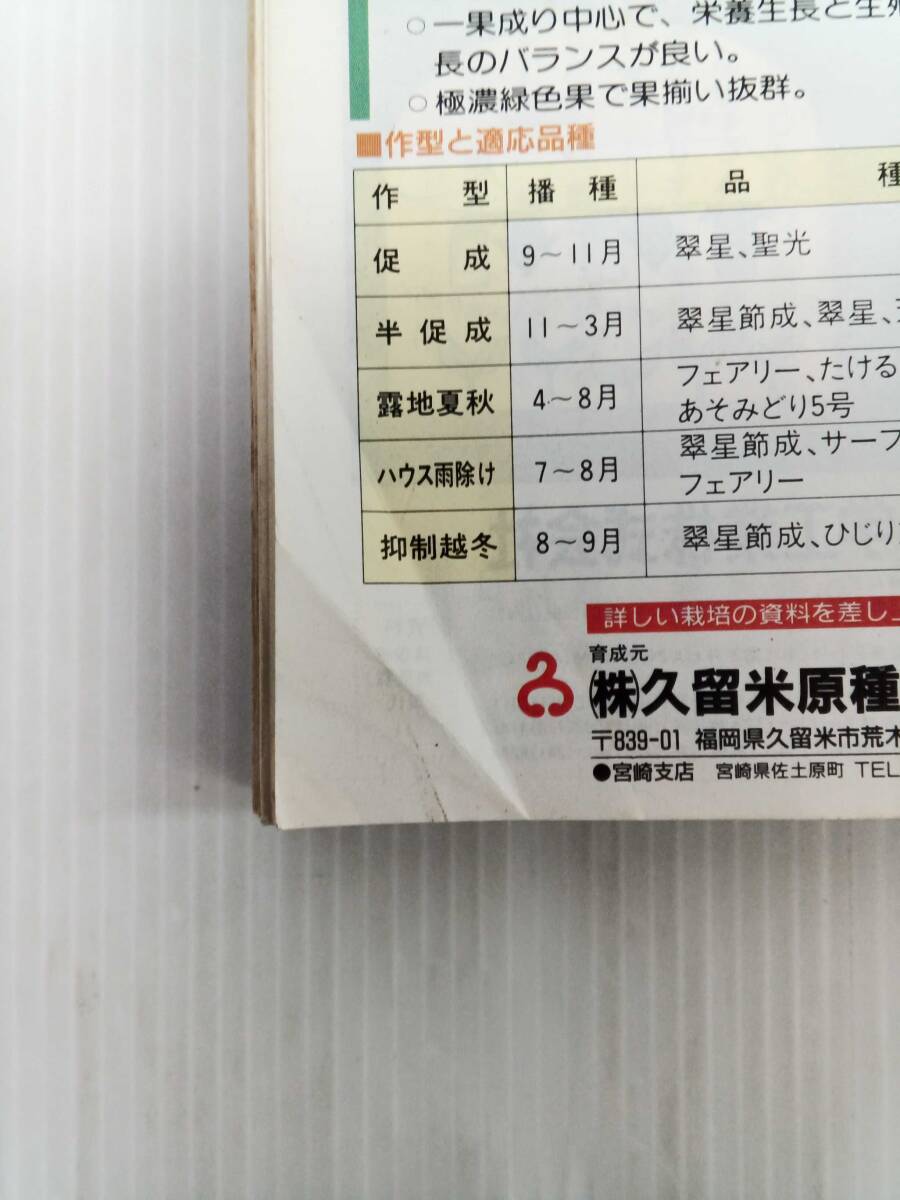 ○一果成り中心で、栄養生長と生殖
長のバランスが良い。
○極濃緑色果で果揃い抜群。
■作型と適応品種
作型 播種 品種
促成 9〜11月 翠星、聖光
半促成 11〜3月 翠星節成、翠星、
露地夏秋 4〜8月 フェアリー、たける
あそみどり5号
ハウス雨除け 7〜8月 翠星節成、サーフ
フェアリー
抑制越冬 8〜9月 翠星節成、ひじり
詳しい栽培の資料を差し
育成元
㈱久留米原種
〒839-01 福岡県久留米市荒木
●宮崎支店 宮崎県佐土原町 TEL